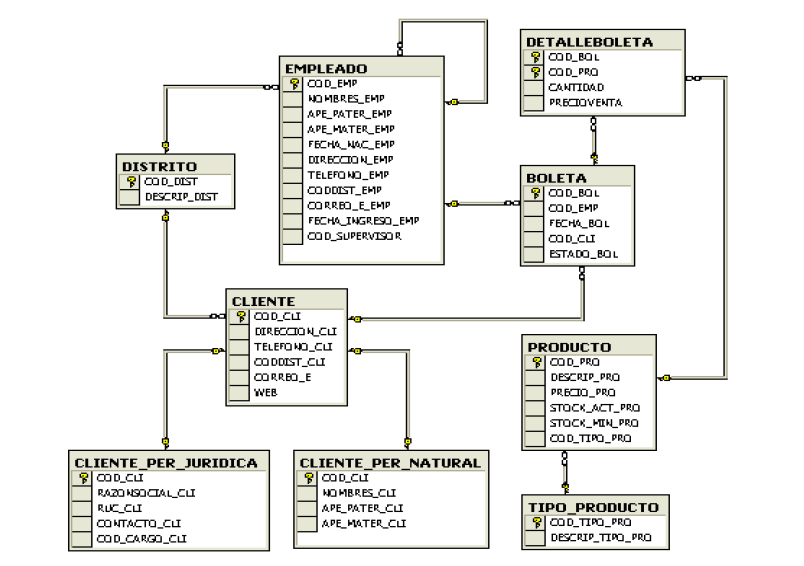 DETALLEBOLETA
COD_BOL
COD_PRO
CANTIDAD
PRECIOVENTA
EMPLEADO
COD_EMP
NOMBRES_EMP
APE_PATER_EMP
APE_MATER_EMP
FECHA_NAC_EMP
DIRECCION_EMP
TELEFONO_EMP
CODDIST_EMP
CORREO_E_EMP
FECHA_INGRESO_EMP
COD_SUPERVISOR
DISTRITO
COD_DIST
DESCRIP_DIST
BOLETA
COD_BOL
COD_EMP
FECHA_BOL
COD_CLI
ESTADO_BOL
CLIENTE
COD_CLI
DIRECCION_CLI
TELEFONO_CLI
CODDIST_CLI
CORREO_E
WEB
PRODUCTO
COD_PRO
DESCRIP_PRO
PRECIO_PRO
STOCK_ACT_PRO
STOCK_MIN_PRO
COD_TIPO_PRO
CLIENTE_PER_JURIDICA
COD_CLI
RAZONSOCIAL_CLI
RUC_CLI
CONTACTO_CLI
COD_CARGO_CLI
CLIENTE_PER_NATURAL
COD_CLI
NOMBRES_CLI
APE_PATER_CLI
APE_MATER_CLI
TIPO_PRODUCTO
COD_TIPO_PRO
DESCRIP_TIPO_PRO